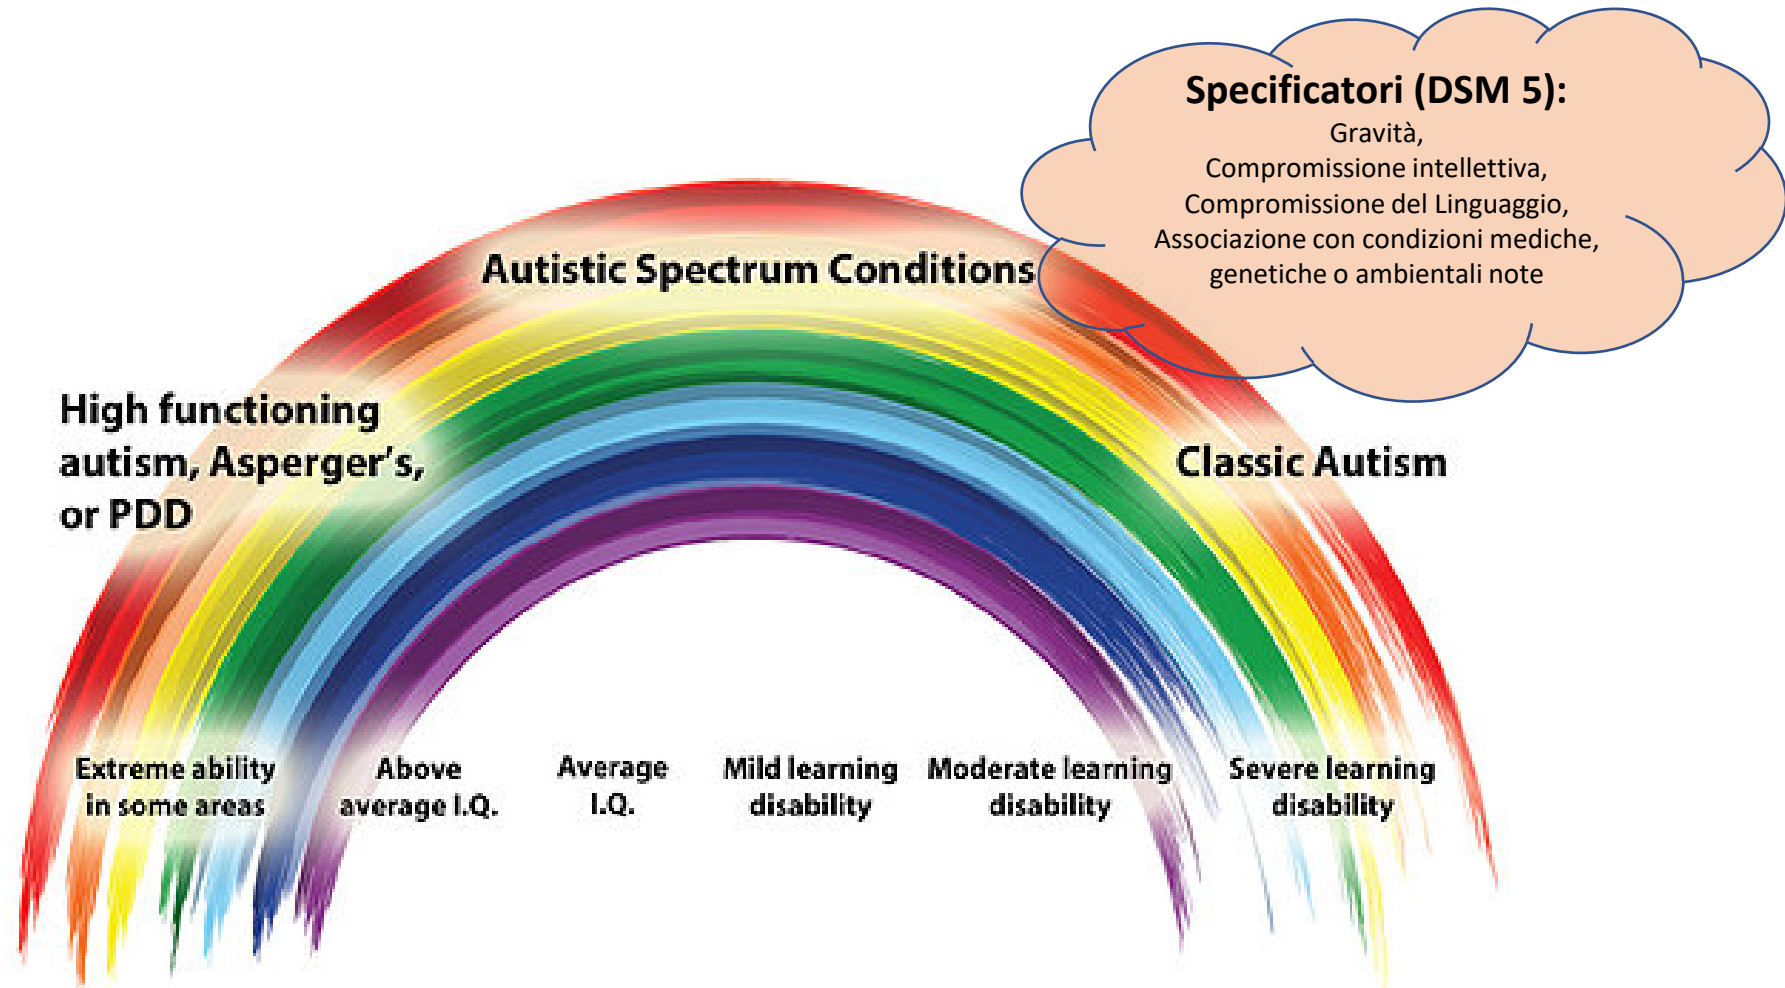 Specificatori (DSM 5):
Gravità,
Compromissione intellettiva,
Compromissione del Linguaggio,
Associazione con condizioni mediche,
genetiche o ambientali note
Autistic Spectrum Conditions
High functioning
autism, Asperger's,
or PDD
Classic Autism
Extreme ability
in some areas
Above
average I.Q.
Average
I.Q.
Mild learning
disability
Moderate learning
disability
Severe learning
disability